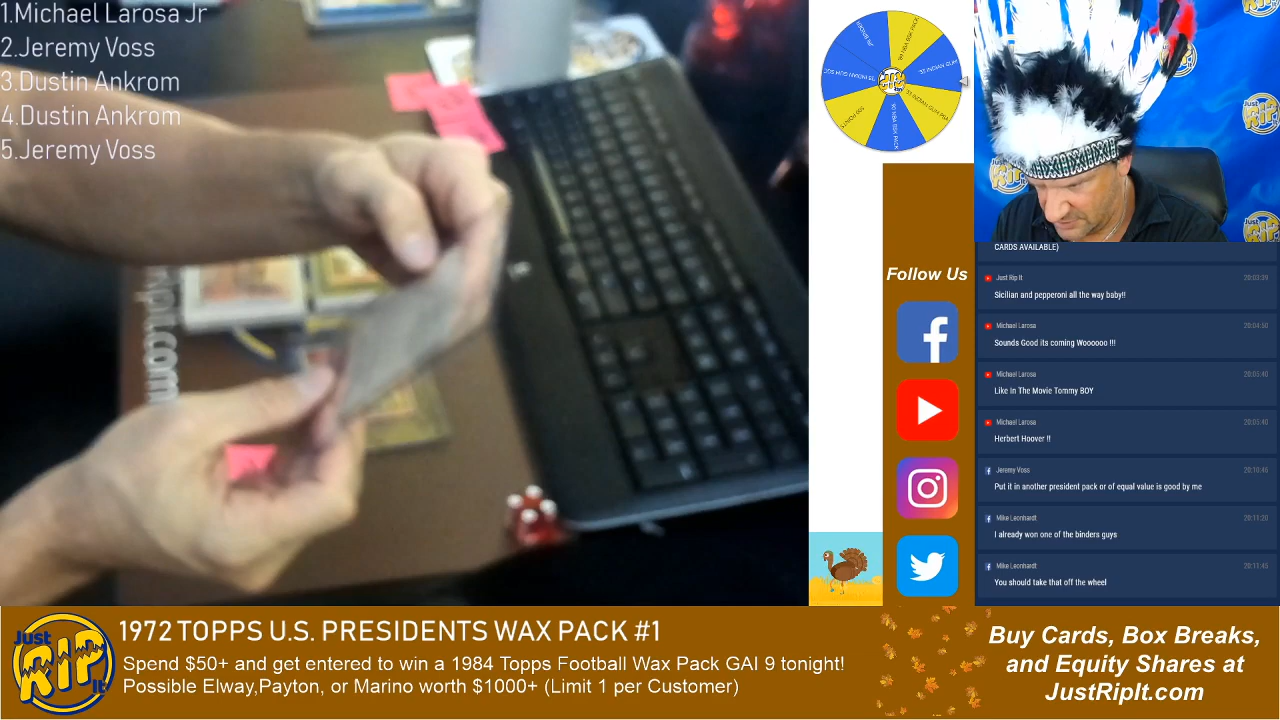 1.Michael Larosa Jr
2.Jeremy Voss
3.Dustin Ankrom
4.Dustin Ankrom
5.Jeremy Voss
Just
RIP
It
Follow Us
CARDS AVAILABLE)
Just Rip It 20:03:39
Sicilian and pepperoni all the way baby!!
Michael Larosa 20:04:50
Sounds Good its coming Woooooo !!!
Michael Larosa 20:05:40
Like In The Movie Tommy BOY
Michael Larosa 20:05:40
Herbert Hoover !!
Jeremy Voss 20:10:46
Put it in another president pack or of equal value is good by me
Mike Leonhardt 20:11:20
I already won one of the binders guys
Mike Leonhardt 20:11:45
You should take that off the wheel
Just
RIP
It
1972 TOPPS U.S. PRESIDENTS WAX PACK #1
Spend $50+ and get entered to win a 1984 Topps Football Wax Pack GAI 9 tonight!
Possible Elway,Payton, or Marino worth $1000+ (Limit 1 per Customer)
Buy Cards, Box Breaks,
and Equity Shares at
JustRipIt.com